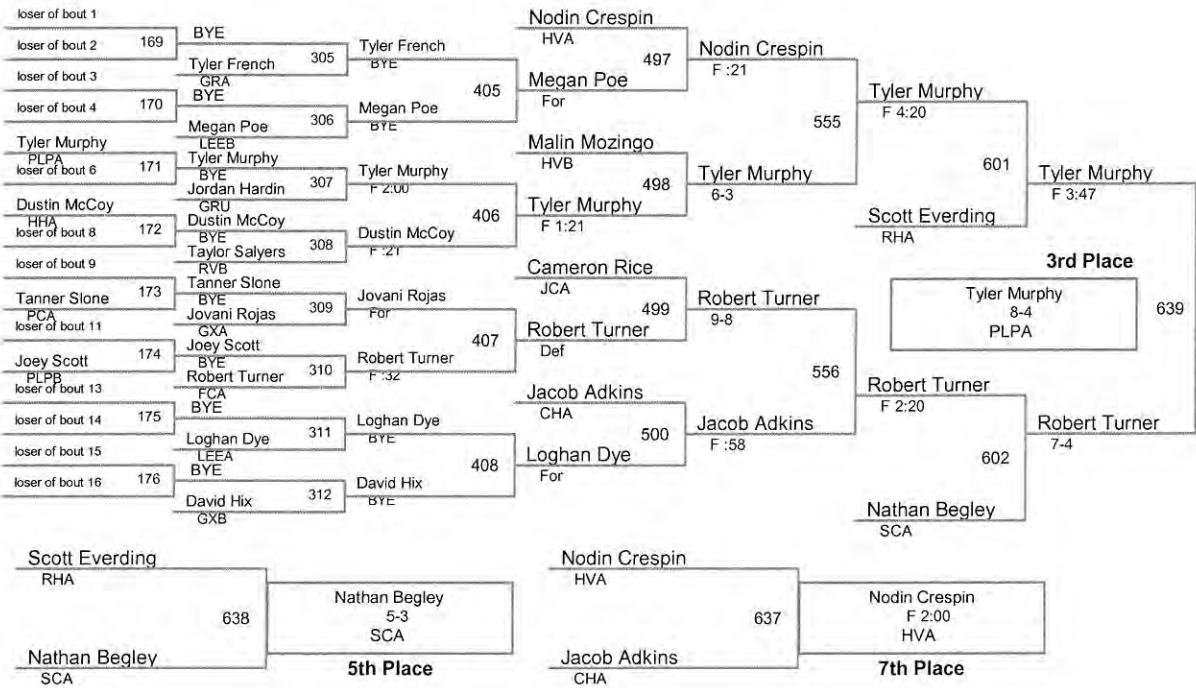 loser of bout 1
loser of bout 2
169
loser of bout 3
loser of bout 4
170
Tyler Murphy
PLPA
loser of bout 6
171
Dustin McCoy
HHA
loser of bout 8
172
loser of bout 9
173
Tanner Slone
PCA
loser of bout 11
174
Joey Scott
PLPB
loser of bout 13
loser of bout 14
175
loser of bout 15
loser of bout 16
176
BYE
Tyler French
GRA
305
BYE
Megan Poe
LEEB
306
Tyler Murphy
BYE
Jordan Hardin
GRU
307
Dustin McCoy
BYE
Taylor Salyers
RVB
308
Tanner Slone
BYE
Jovani Rojas
GXA
309
Joey Scott
BYE
Robert Turner
FCA
310
BYE
Loghan Dye
LEEA
311
BYE
David Hix
GXB
312
Tyler French
BYE
405
Megan Poe
BYE
Tyler Murphy
F 2:00
406
Dustin McCoy
F :21
Jovani Rojas
For
407
Robert Turner
F :32
Loghan Dye
BYE
408
David Hix
BYE
Nodin Crespin
HVA
497
Megan Poe
For
Malin Mozingo
HVB
498
Tyler Murphy
F 1:21
Cameron Rice
JCA
499
Robert Turner
Def
Jacob Adkins
CHA
500
Loghan Dye
For
Nodin Crespin
F :21
555
Tyler Murphy
6-3
Robert Turner
9-8
556
Jacob Adkins
F :58
Tyler Murphy
F 4:20
601
Scott Everding
RHA
Robert Turner
F 2:20
602
Nathan Begley
SCA
Tyler Murphy
F 3:47
639
Robert Turner
7-4
3rd Place
Tyler Murphy
8-4
PLPA
Scott Everding
RHA
638
Nathan Begley
SCA
Nathan Begley
5-3
SCA
5th Place
Nodin Crespin
HVA
637
Jacob Adkins
CHA
Nodin Crespin
F 2:00
HVA
7th Place